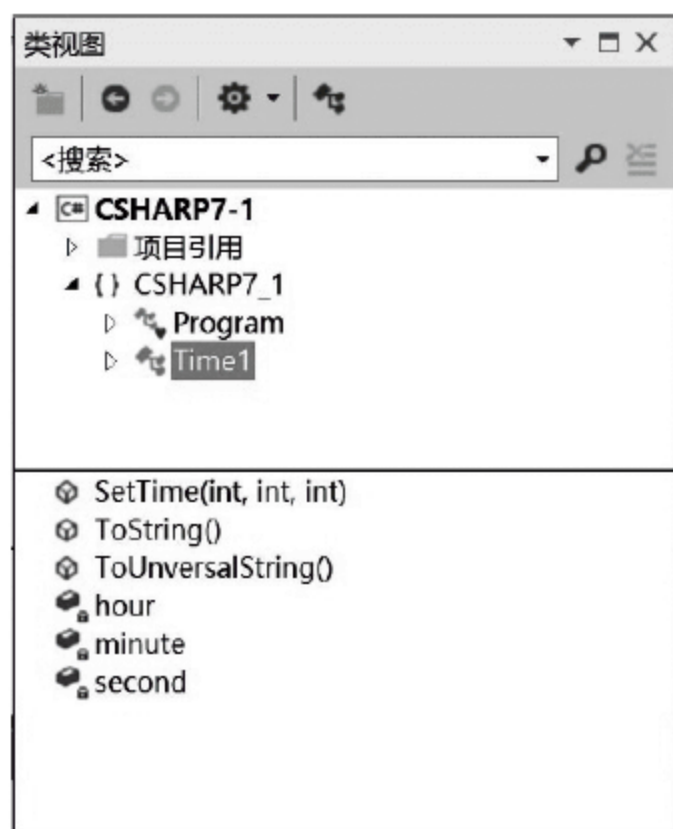 类视图
<搜索>
C# CSHARP7-1
项目引用
{} CSHARP7_1
Program
Time1
SetTime(int, int, int)
ToString()
ToUnversalString()
hour
minute
second